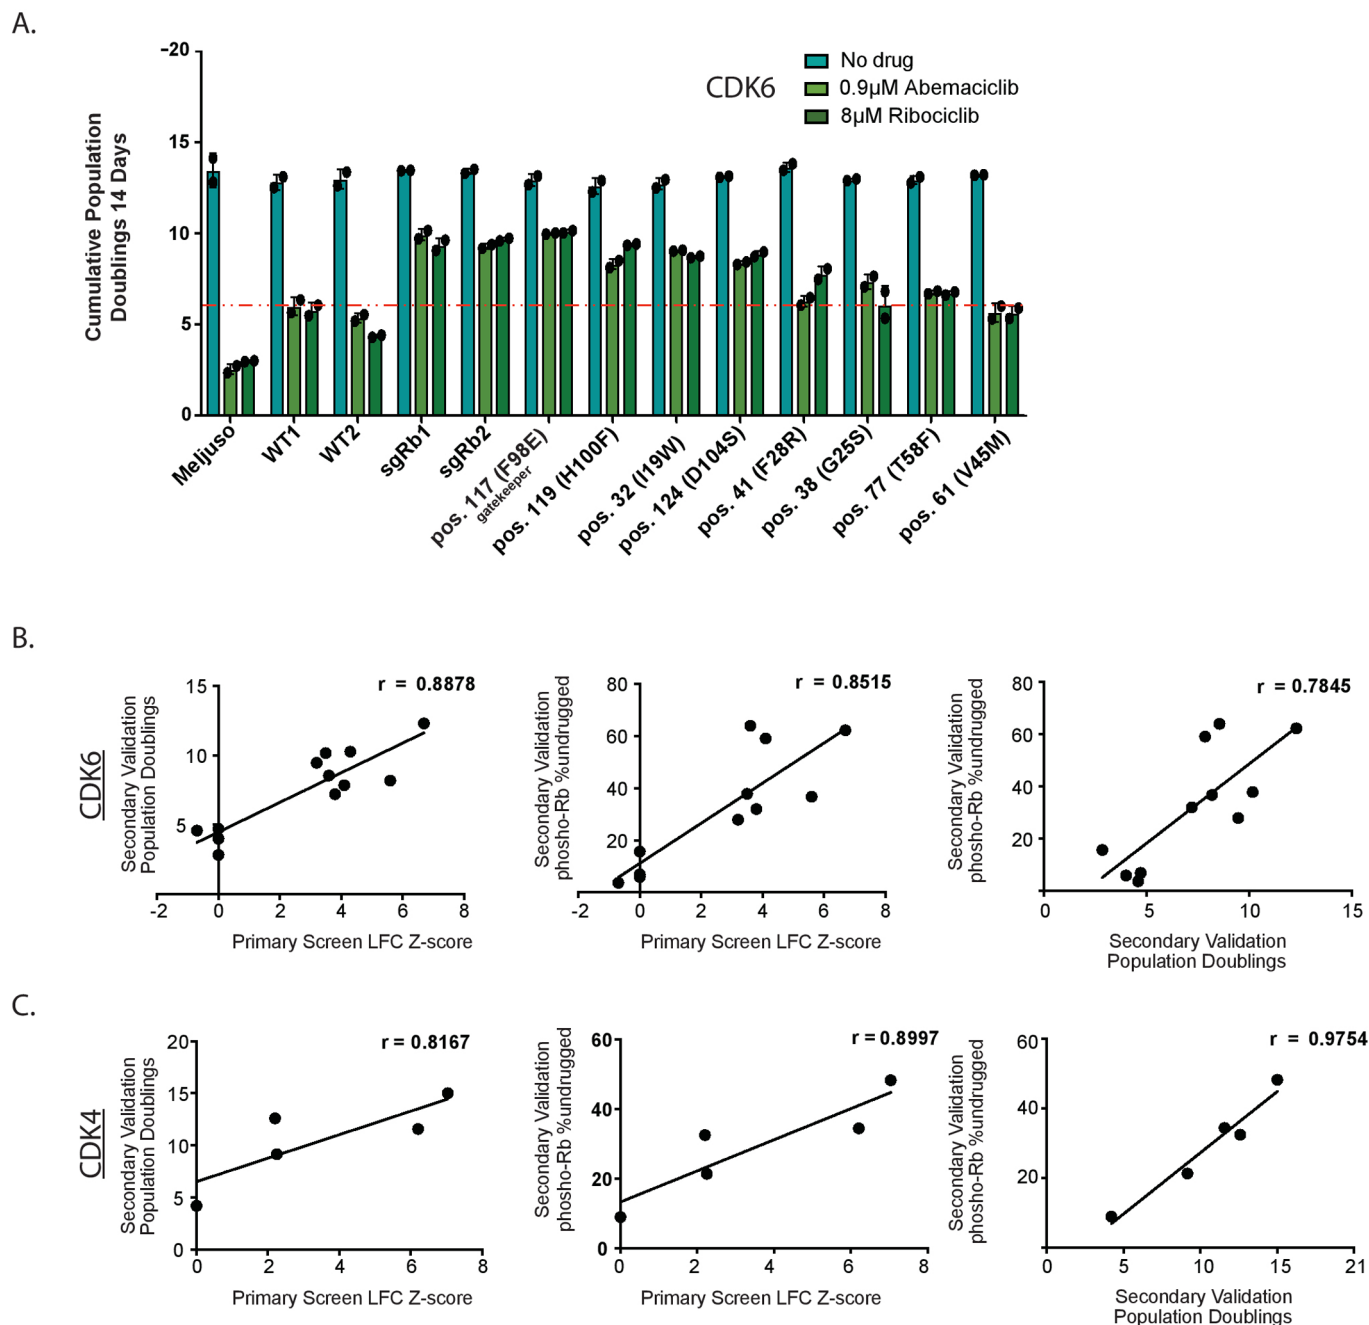 A.
CDK6
No drug
0.9µM Abemaciclib
8µM Ribociclib
Cumulative Population
Doublings 14 Days
–20
15
10
5
0
Meljuso
WT1
WT2
sgRb1
sgRb2
pos. 117 (F98E)
gatekeeper
pos. 119 (H100F)
pos. 32 (I19W)
pos. 124 (D104S)
pos. 41 (F28R)
pos. 38 (G25S)
pos. 77 (T58F)
pos. 61 (V45M)
B.
CDK6
Secondary Validation
Population Doublings
15
10
5
r = 0.8878
-2 0 2 4 6 8
Primary Screen LFC Z-score
Secondary Validation
phosho-Rb %undrugged
80
60
40
20
r = 0.8515
-2 0 2 4 6 8
Primary Screen LFC Z-score
Secondary Validation
phosho-Rb %undrugged
80
60
40
20
r = 0.7845
0 5 10 15
Secondary Validation
Population Doublings
C.
CDK4
Secondary Validation
Population Doublings
20
15
10
5
0
r = 0.8167
0 2 4 6 8
Primary Screen LFC Z-score
Secondary Validation
phosho-Rb %undrugged
60
40
20
0
r = 0.8997
0 2 4 6 8
Primary Screen LFC Z-score
Secondary Validation
phosho-Rb %undrugged
60
40
20
r = 0.9754
0 5 10 15 21
Secondary Validation
Population Doublings